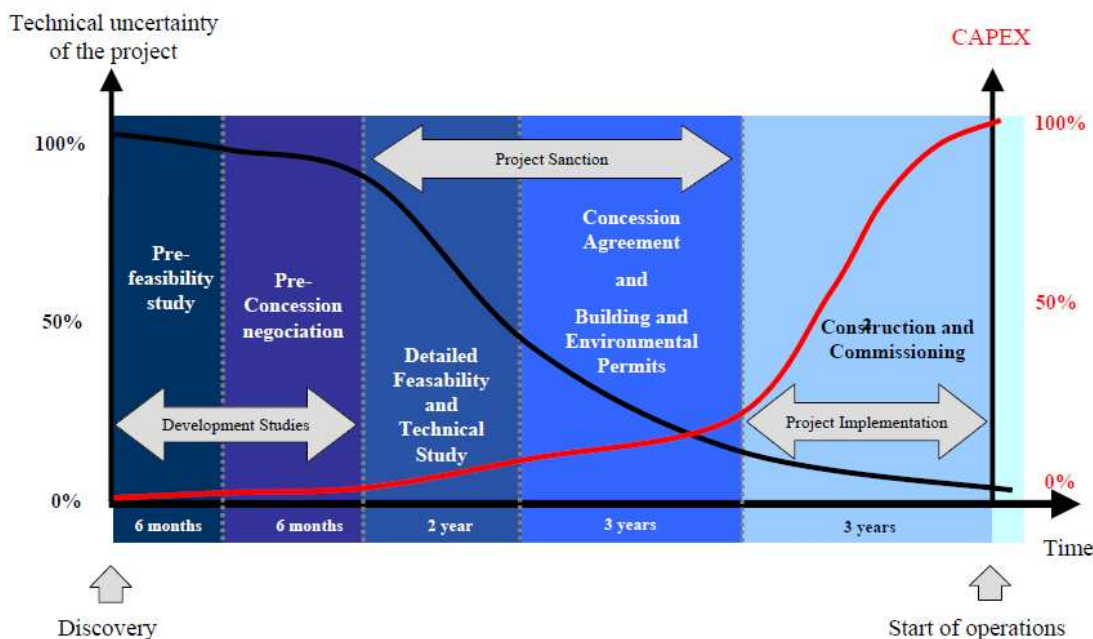 Technical uncertainty
of the project
CAPEX
100%
100%
Project Sanction
Concession
Agreement
and
Building and
Environmental
Permits
Pre-
feasibility
study
Pre-
Concession
negociation
50%
50%
2
Construction and
Commissioning
Detailed
Feasability
and
Technical
Study
Development Studies
Project Implementation
0%
0%
6 months
6 months
2 year
3 years
3 years
Time
Discovery
Start of operations